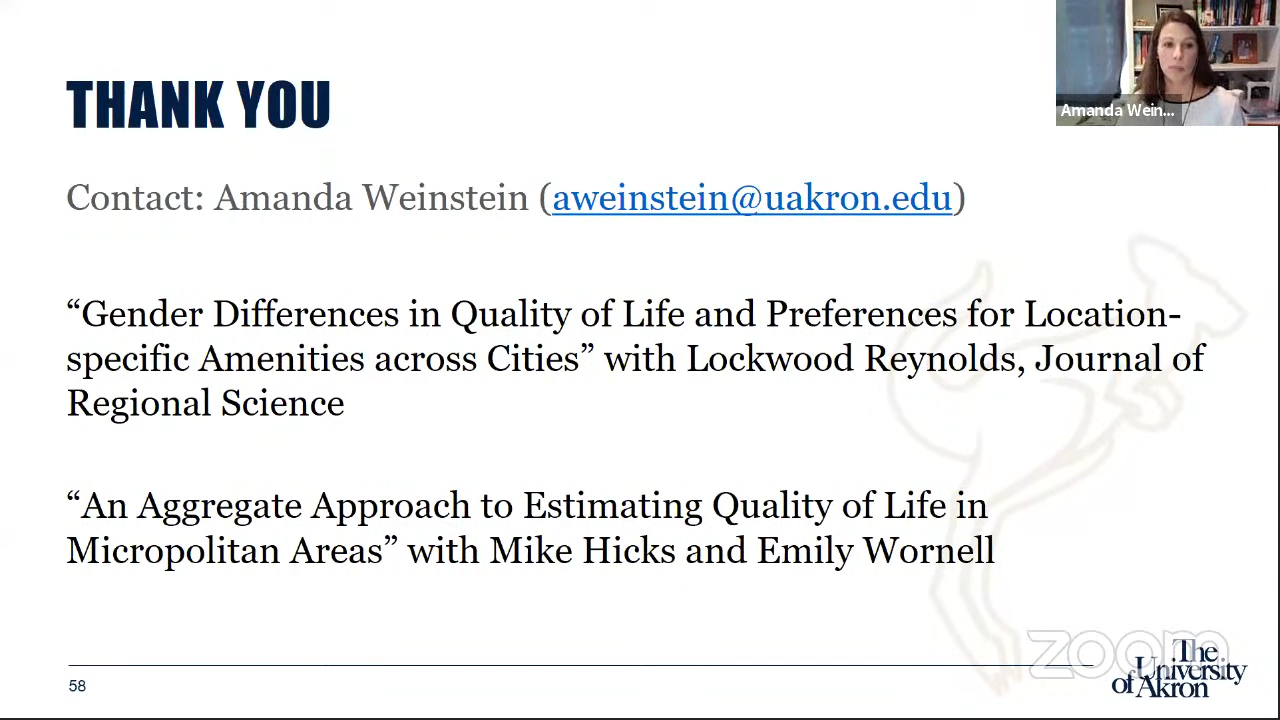 Amanda Wein...
THANK YOU
Contact: Amanda Weinstein (aweinstein@uakron.edu)
“Gender Differences in Quality of Life and Preferences for Location-
specific Amenities across Cities” with Lockwood Reynolds, Journal of
Regional Science
“An Aggregate Approach to Estimating Quality of Life in
Micropolitan Areas” with Mike Hicks and Emily Wornell
zoom
58
The
University
of Akron